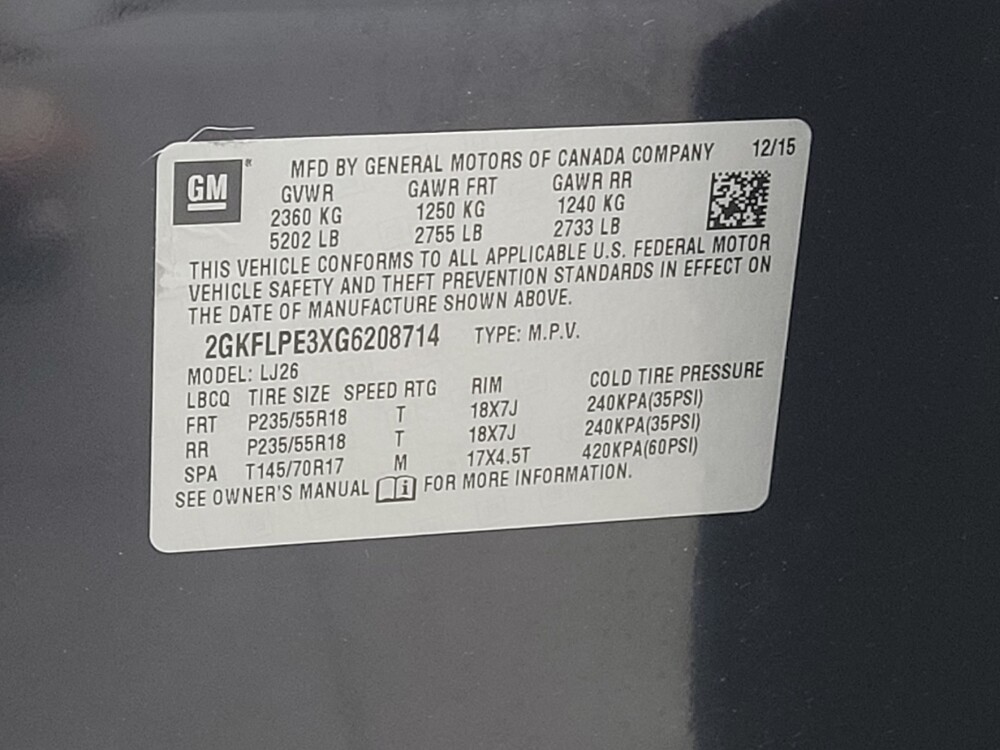 GM ® MFD BY GENERAL MOTORS OF CANADA COMPANY 12/15
GVWR GAWR FRT GAWR RR
2360 KG 1250 KG 1240 KG
5202 LB 2755 LB 2733 LB
THIS VEHICLE CONFORMS TO ALL APPLICABLE U.S. FEDERAL MOTOR
VEHICLE SAFETY AND THEFT PREVENTION STANDARDS IN EFFECT ON
THE DATE OF MANUFACTURE SHOWN ABOVE.
2GKFLPE3XG6208714 TYPE: M.P.V.
MODEL: LJ26
LBCQ TIRE SIZE SPEED RTG RIM COLD TIRE PRESSURE
FRT P235/55R18 T 18X7J 240KPA(35PSI)
RR P235/55R18 T 18X7J 240KPA(35PSI)
SPA T145/70R17 M 17X4.5T 420KPA(60PSI)
SEE OWNER'S MANUAL i FOR MORE INFORMATION.